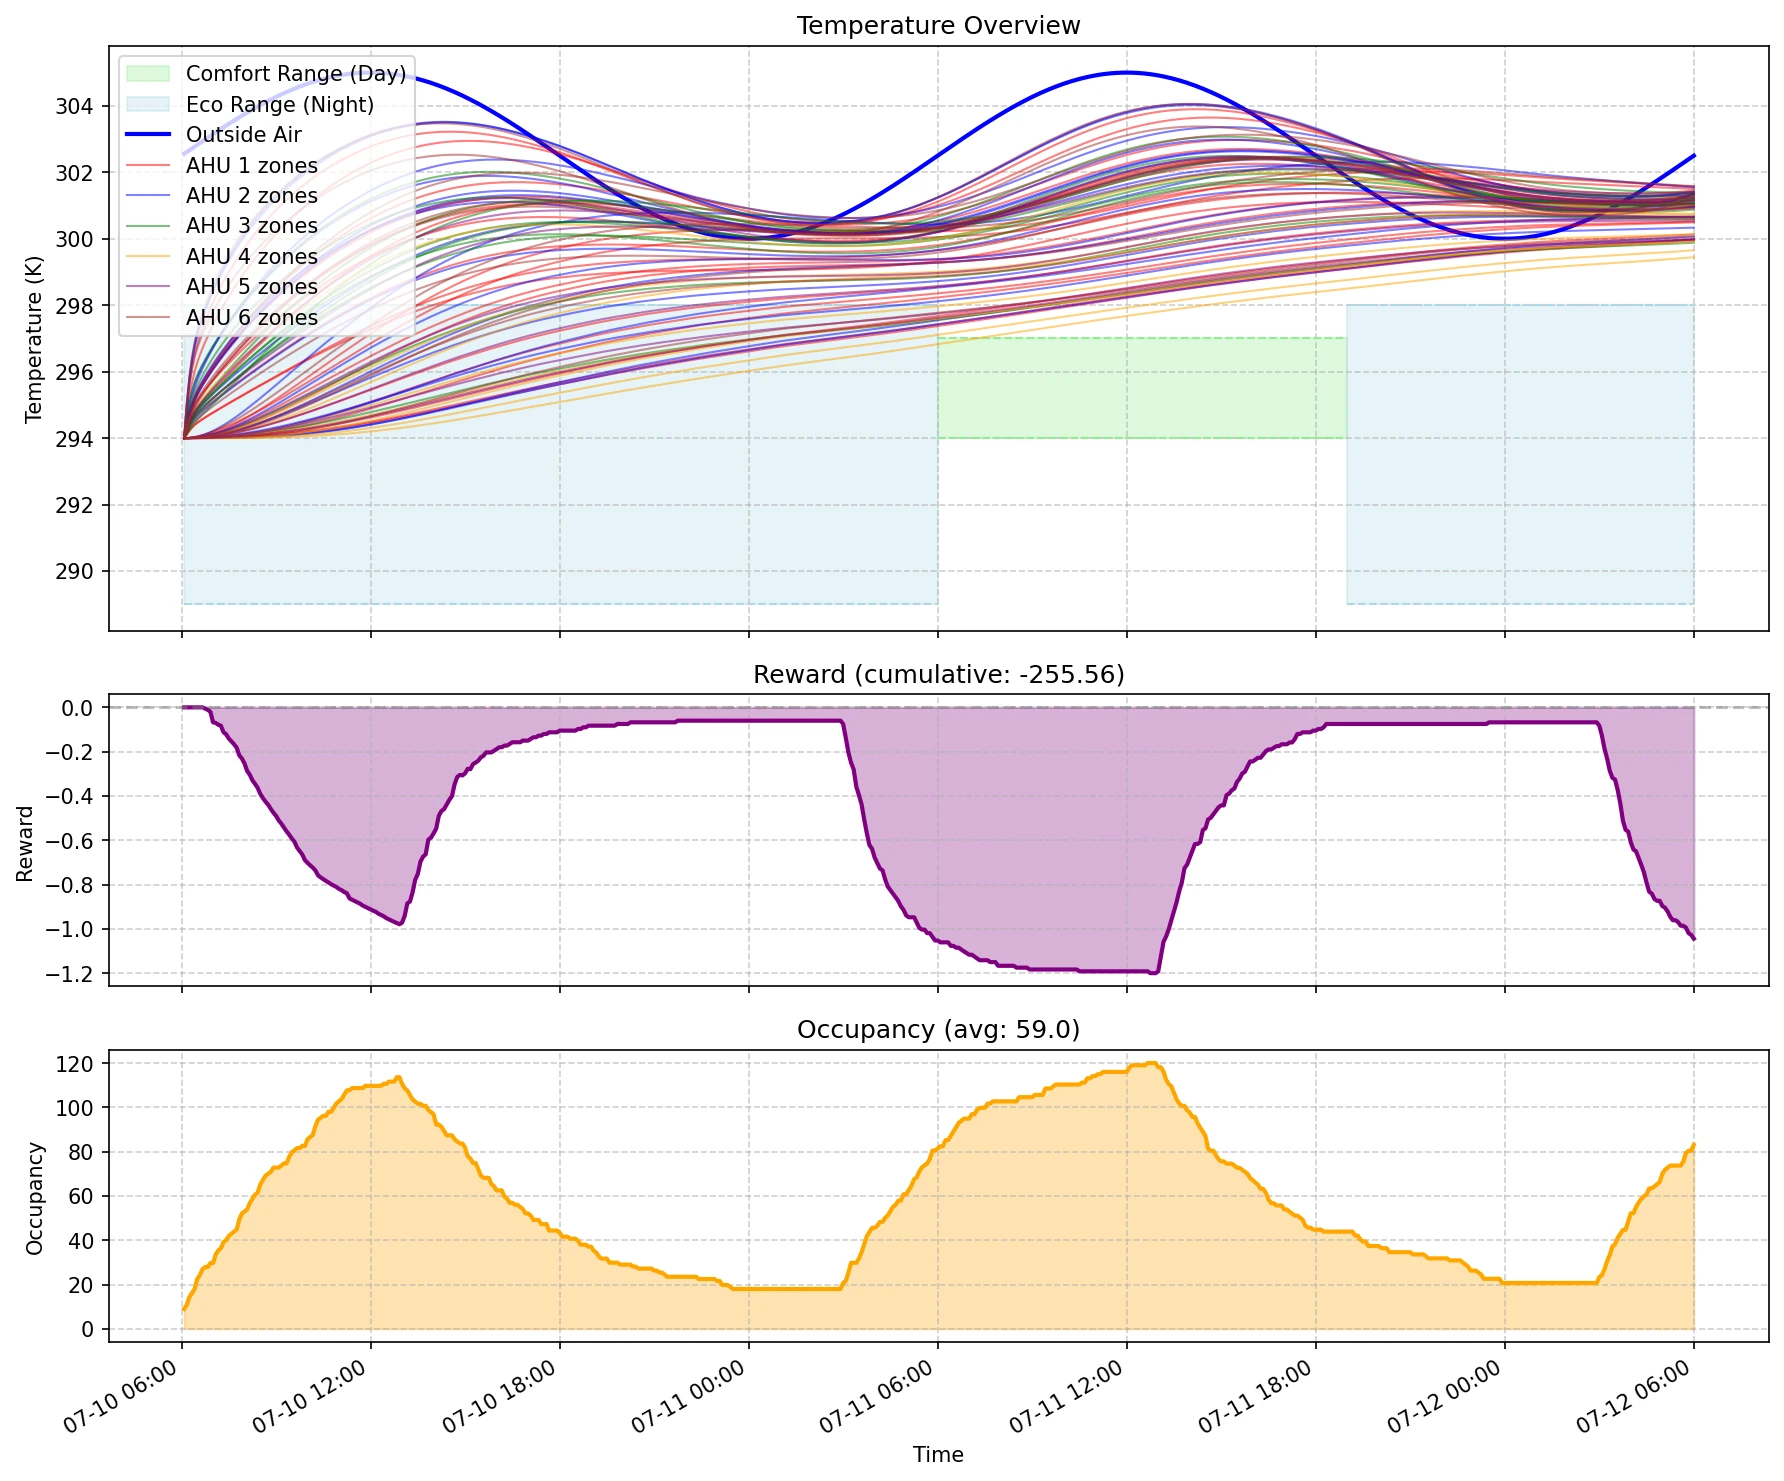 Temperature Overview
Temperature (K)
304
302
300
298
296
294
292
290
Comfort Range (Day)
Eco Range (Night)
Outside Air
AHU 1 zones
AHU 2 zones
AHU 3 zones
AHU 4 zones
AHU 5 zones
AHU 6 zones
Reward (cumulative: -255.56)
Reward
0.0
−0.2
−0.4
−0.6
−0.8
−1.0
−1.2
Occupancy (avg: 59.0)
Occupancy
120
100
80
60
40
20
0
07-10 06:00
07-10 12:00
07-10 18:00
07-11 00:00
07-11 06:00
07-11 12:00
07-11 18:00
07-12 00:00
07-12 06:00
Time